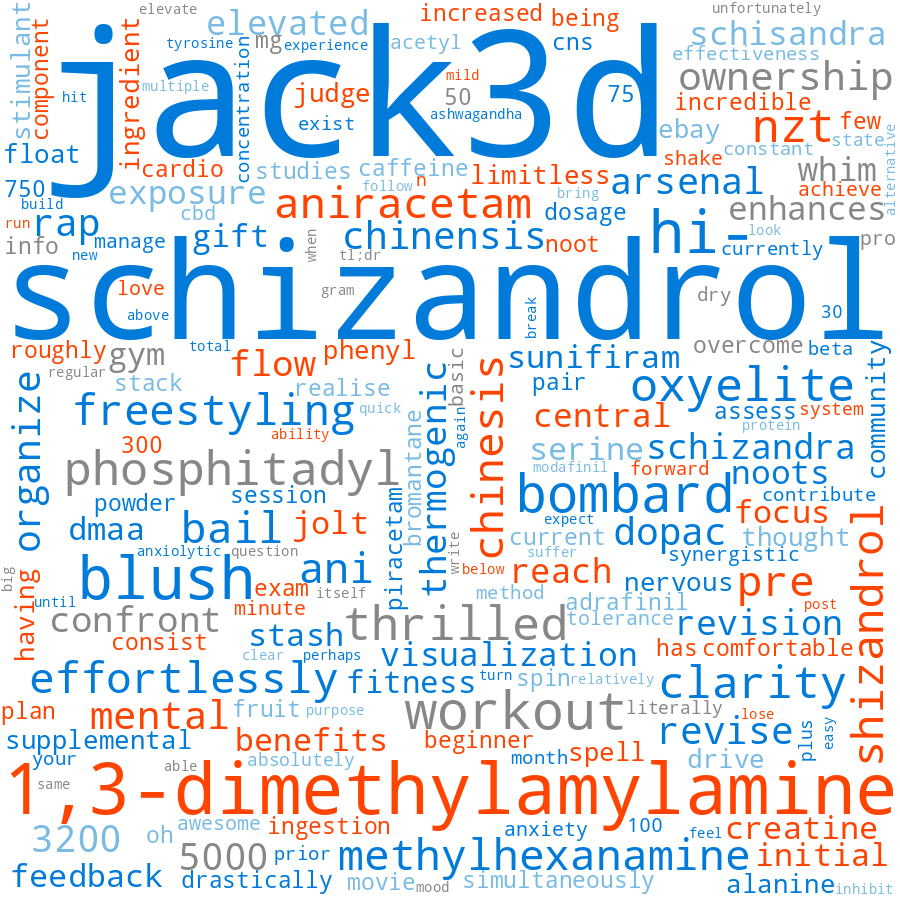 elevate
unfortunately
increased being
stimulant
component
elevated
tyrosine
mg
experience
acetyl
cns
schisandra
effectiveness
jack3d
ingredient
concentration
multiple
hit
judge
exist
mild
50
ashwagandha
75
ownership
incredible
nzt few
ebay
state
constant
alternative
float
cardio
studies caffeine
limitless
shake
arsenal
whim
achieve
750
build
exposure
follow
n
bring
run
rap
cbd
aniracetam
dosage
enhances
info
new
manage
gift
when
tl;dr
chinensis
noot
hi-
look
currently
pro
schizandrol
love
above
gram
break
dry
30
roughly
total
gym
regular
flow phenyl
basic
sunifiram
overcome beta
community
stack
realise
quick
again
pair
oxyelite
organize
freestyling
300
ability
thermogenic
bromantane
chinesis
central
assess system
protein
phosphitadyl
serine
modafinil
schizandra
forward
noots
powder
session
piracetam
bombard
contribute
focus
dmaa bail jolt
anxiolytic question
write
expect
current
suffer
dopac
thought
synergistic
shizandrol
big
having
until
blush
exam
ani
itself
below
reach
method
nervous
adrafinil
pre
post
confront
minute
thrilled
tolerance
revision
consist
stash
clear
perhaps
visualization
has comfortable
effortlessly
fitness
turn
spin
relatively
clarity
plan
mental
fruit
purpose
workout
literally
lose
revise
plus
easy
supplemental
benefits
beginner
month
spell
drive
your
same
able
absolutely
1,3-dimethylamylamine
3200
oh
awesome
ingestion
anxiety
100
feel
creatine
5000
prior
methylhexanamine
initial
feedback
drastically
movie
mood
simultaneously
alanine
inhibit